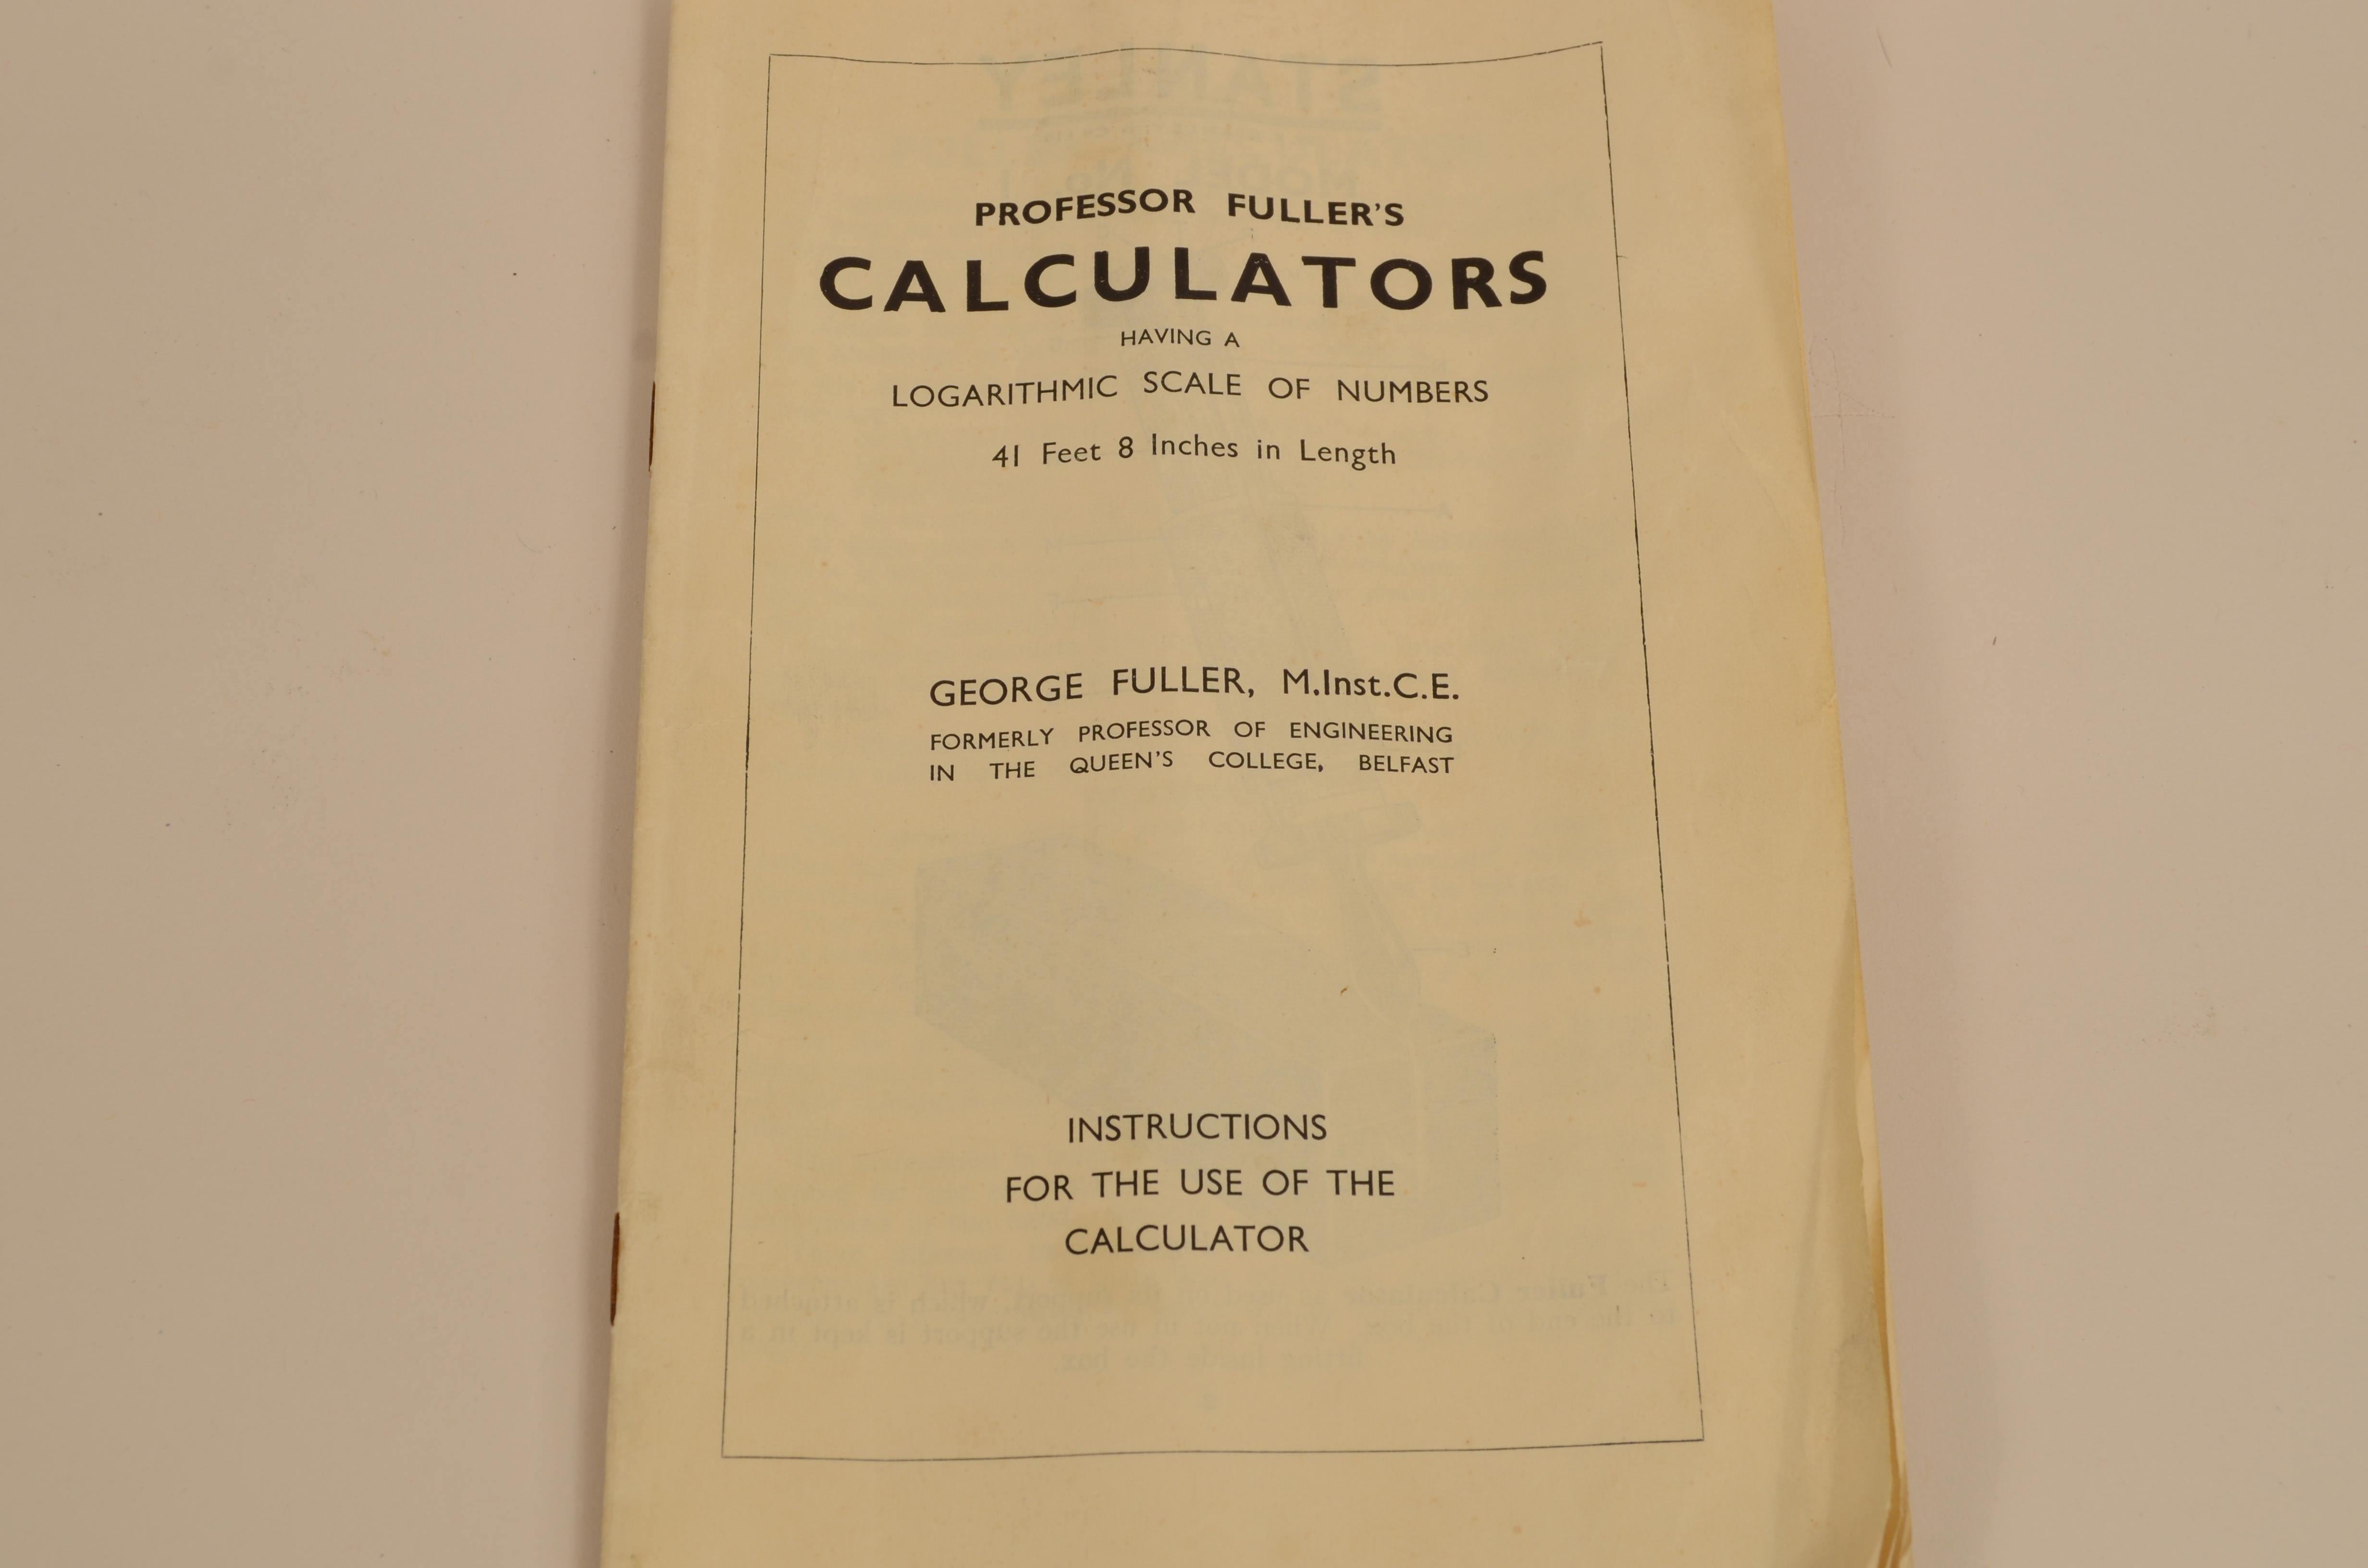 PROFESSOR FULLER'S
CALCULATORS
HAVING A
LOGARITHMIC SCALE OF NUMBERS
41 Feet 8 Inches in Length
GEORGE FULLER, M.Inst.C.E.
FORMERLY PROFESSOR OF ENGINEERING
IN THE QUEEN'S COLLEGE, BELFAST
INSTRUCTIONS
FOR THE USE OF THE
CALCULATOR